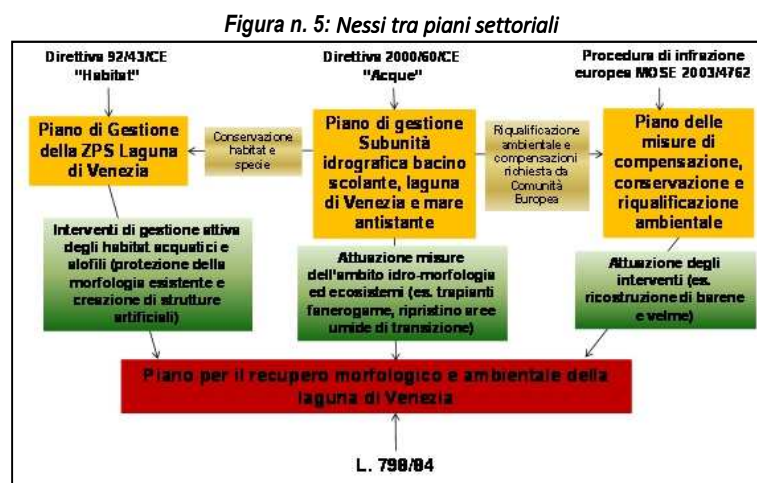 Figura n. 5: Nessi tra piani settoriali
Direttiva 92/43/CE
"Habitat"
Direttiva 2000/60/CE
"Acque"
Procedura di infrazione
europea MOSE 2003/4762
Piano di Gestione
della ZPS Laguna
di Venezia
Conservazione
habitat e
specie
Piano di gestione
Subunità
idrografica bacino
scolante, laguna
di Venezia e mare
antistante
Riqualificazione
ambientale e
compensazioni
richiesta da
Comunità
Europea
Piano delle
misure di
compensazione,
conservazione e
riqualificazione
ambientale
Interventi di gestione attiva
degli habitat acquatici e
alofili (protezione della
morfologia esistente e
creazione di strutture
artificiali)
Attuazione misure
dell'ambito idro-morfologia
ed ecosistemi (es. trapianti
fanerogame, ripristino aree
umide di transizione)
Attuazione degli
interventi (es.
ricostruzione di barene
e velme)
Piano per il recupero morfologico e ambientale della
laguna di Venezia
L. 798/84